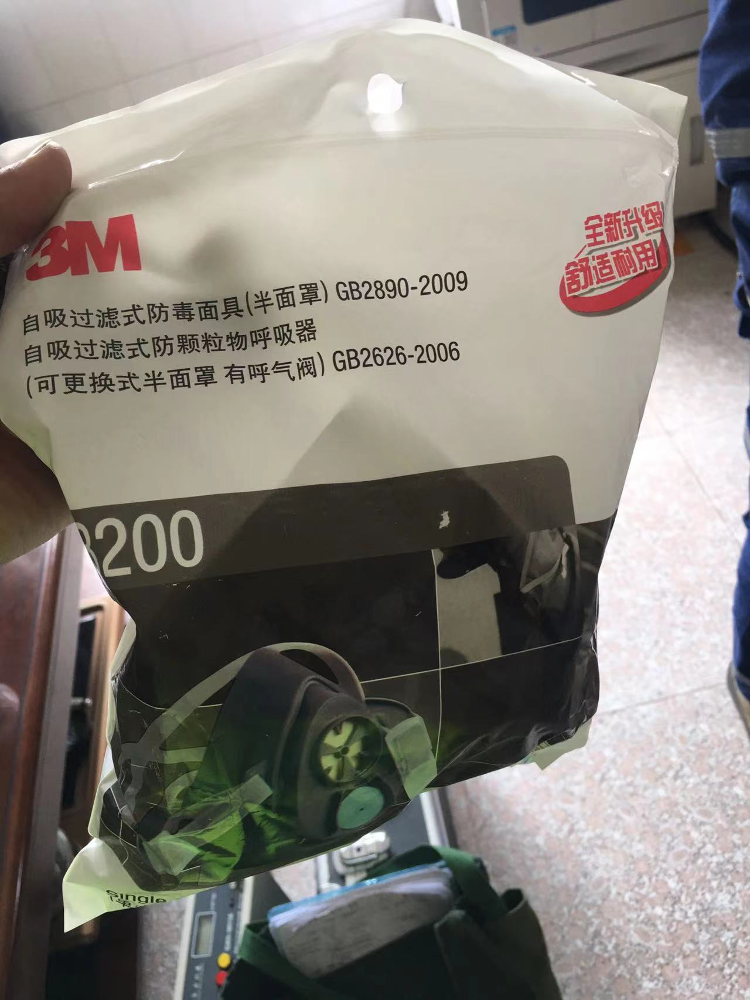 3M
全新升级
舒适耐用
自吸过滤式防毒面具(半面罩) GB2890-2009
自吸过滤式防颗粒物呼吸器
(可更换式半面罩 有呼气阀) GB2626-2006
3200
Single